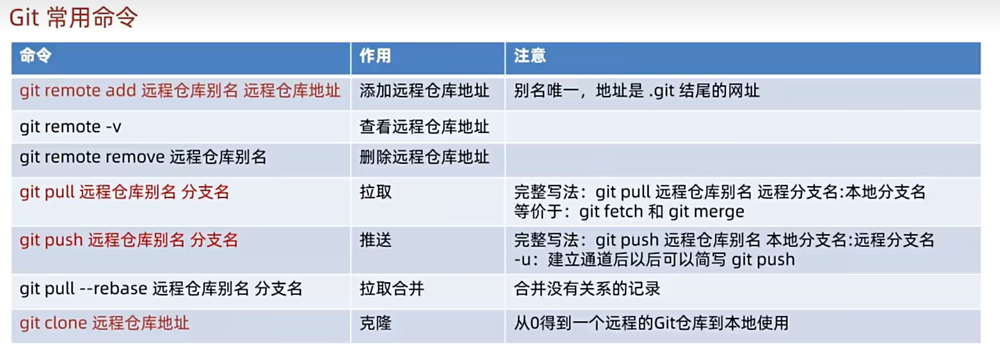 Git 常用命令
命令 作用 注意
git remote add 远程仓库别名 远程仓库地址 添加远程仓库地址 别名唯一，地址是 .git 结尾的网址
git remote -v 查看远程仓库地址
git remote remove 远程仓库别名 删除远程仓库地址
git pull 远程仓库别名 分支名 拉取 完整写法：git pull 远程仓库别名 远程分支名:本地分支名
等价于：git fetch 和 git merge
git push 远程仓库别名 分支名 推送 完整写法：git push 远程仓库别名 本地分支名:远程分支名
-u：建立通道后以后可以简写 git push
git pull --rebase 远程仓库别名 分支名 拉取合并 合并没有关系的记录
git clone 远程仓库地址 克隆 从0得到一个远程的Git仓库到本地使用